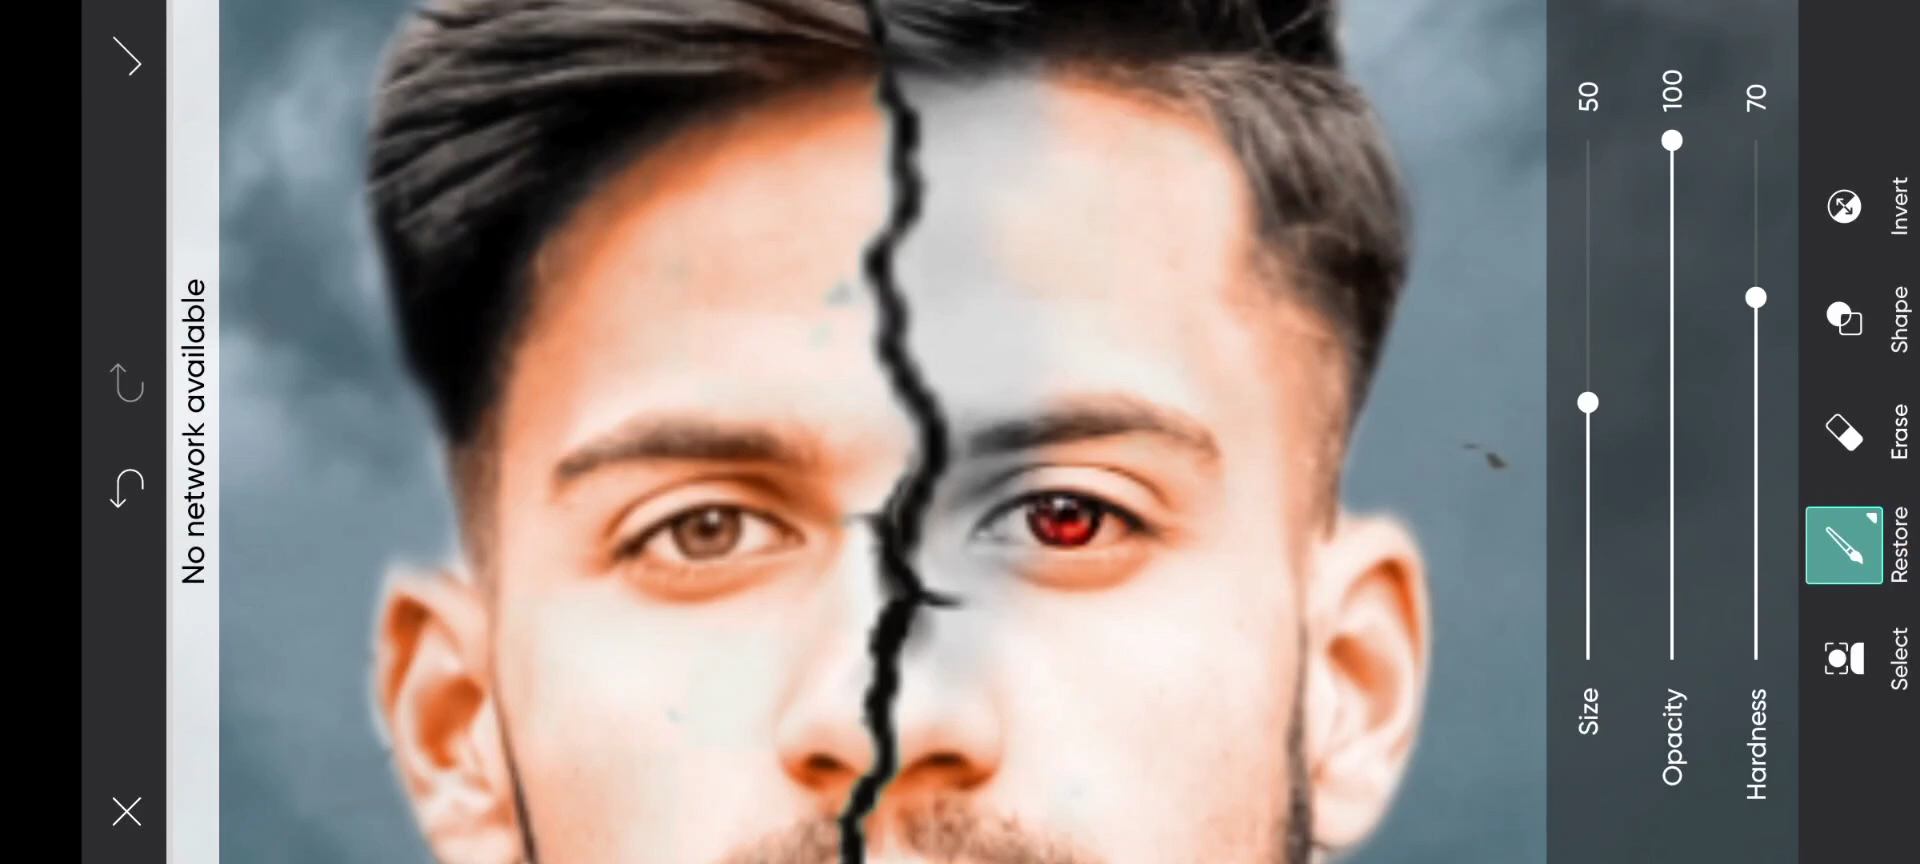 No network available
Size 50
Opacity 100
Hardness 70
Select
Restore
Erase
Shape
Invert